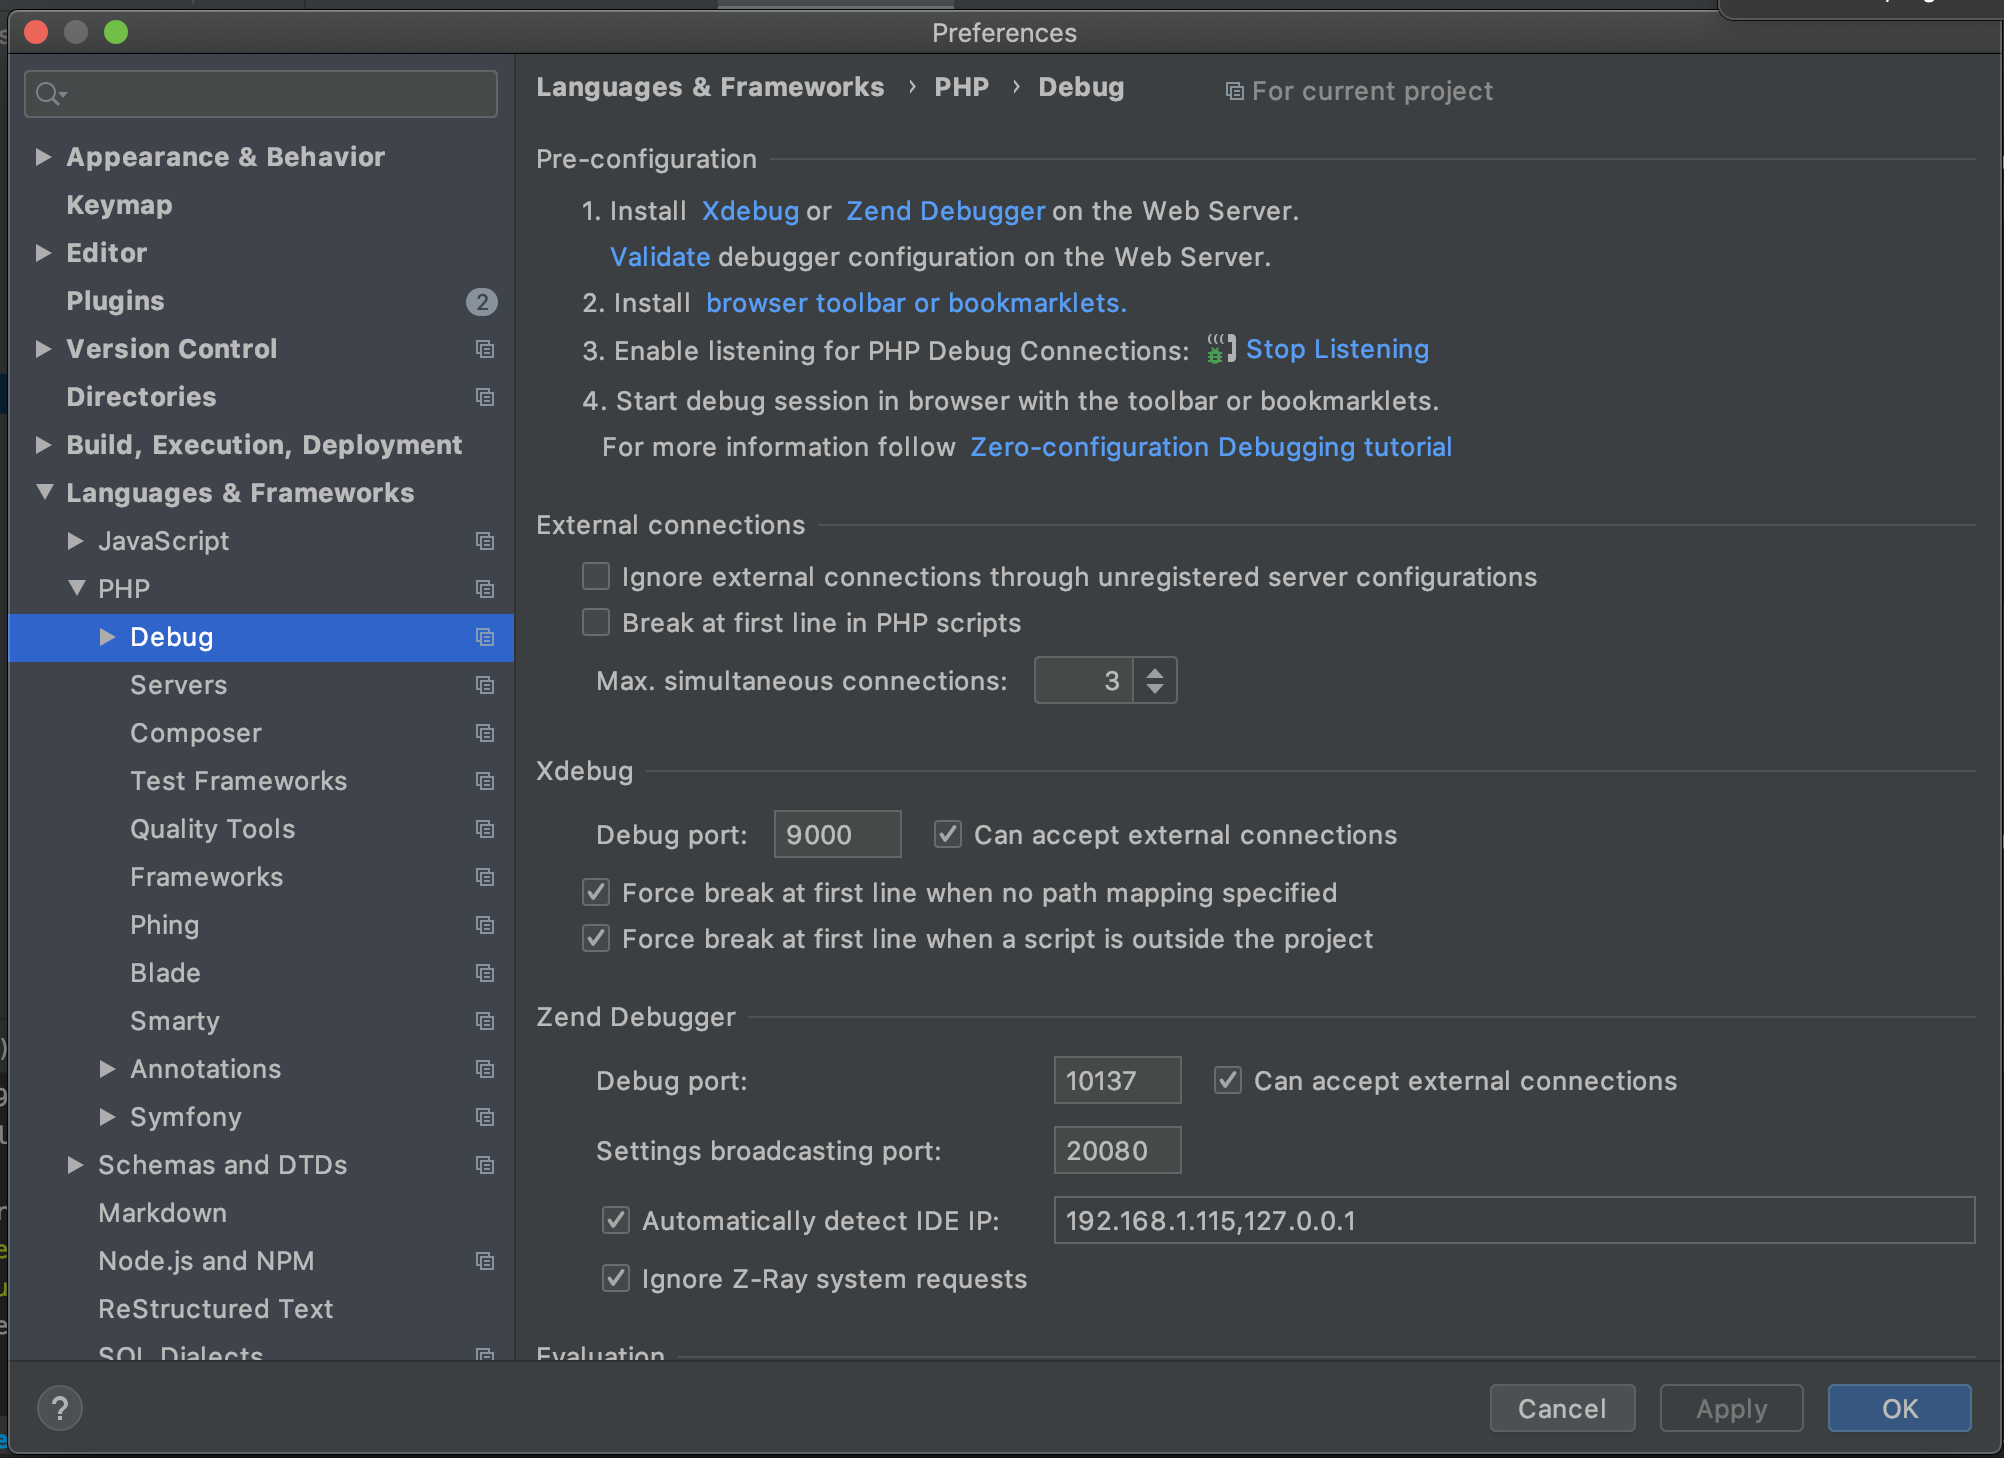 Preferences
Appearance & Behavior
Keymap
Editor
Plugins 2
Version Control
Directories
Build, Execution, Deployment
Languages & Frameworks
JavaScript
PHP
Debug
Servers
Composer
Test Frameworks
Quality Tools
Frameworks
Phing
Blade
Smarty
Annotations
Symfony
Schemas and DTDs
Markdown
Node.js and NPM
ReStructured Text
SQL Dialects
Languages & Frameworks › PHP › Debug For current project
Pre-configuration
1. Install Xdebug or Zend Debugger on the Web Server.
Validate debugger configuration on the Web Server.
2. Install browser toolbar or bookmarklets.
3. Enable listening for PHP Debug Connections: Stop Listening
4. Start debug session in browser with the toolbar or bookmarklets.
For more information follow Zero-configuration Debugging tutorial
External connections
Ignore external connections through unregistered server configurations
Break at first line in PHP scripts
Max. simultaneous connections: 3
Xdebug
Debug port: 9000 Can accept external connections
Force break at first line when no path mapping specified
Force break at first line when a script is outside the project
Zend Debugger
Debug port: 10137 Can accept external connections
Settings broadcasting port: 20080
Automatically detect IDE IP: 192.168.1.115,127.0.0.1
Ignore Z-Ray system requests
Evaluation
? Cancel Apply OK